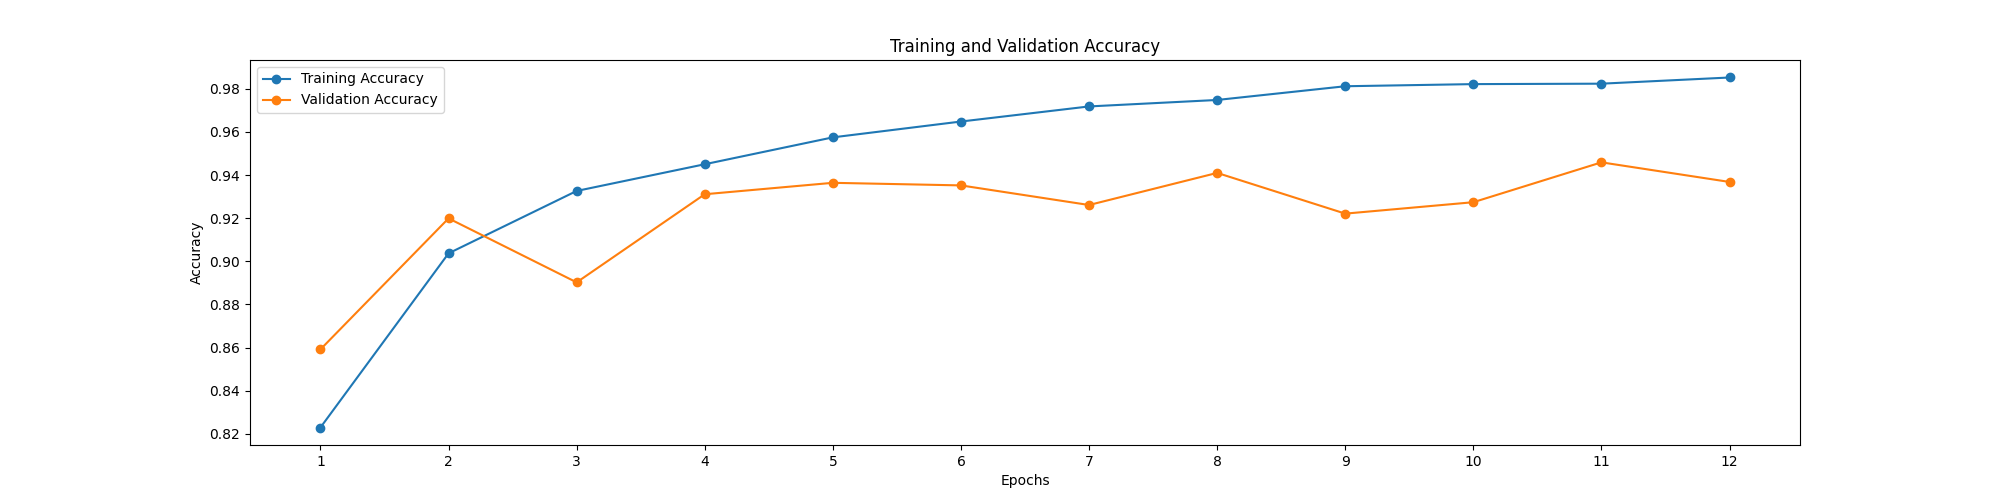 Training and Validation Accuracy
Training Accuracy
Validation Accuracy
Accuracy
0.98
0.96
0.94
0.92
0.90
0.88
0.86
0.84
0.82
1 2 3 4 5 6 7 8 9 10 11 12
Epochs